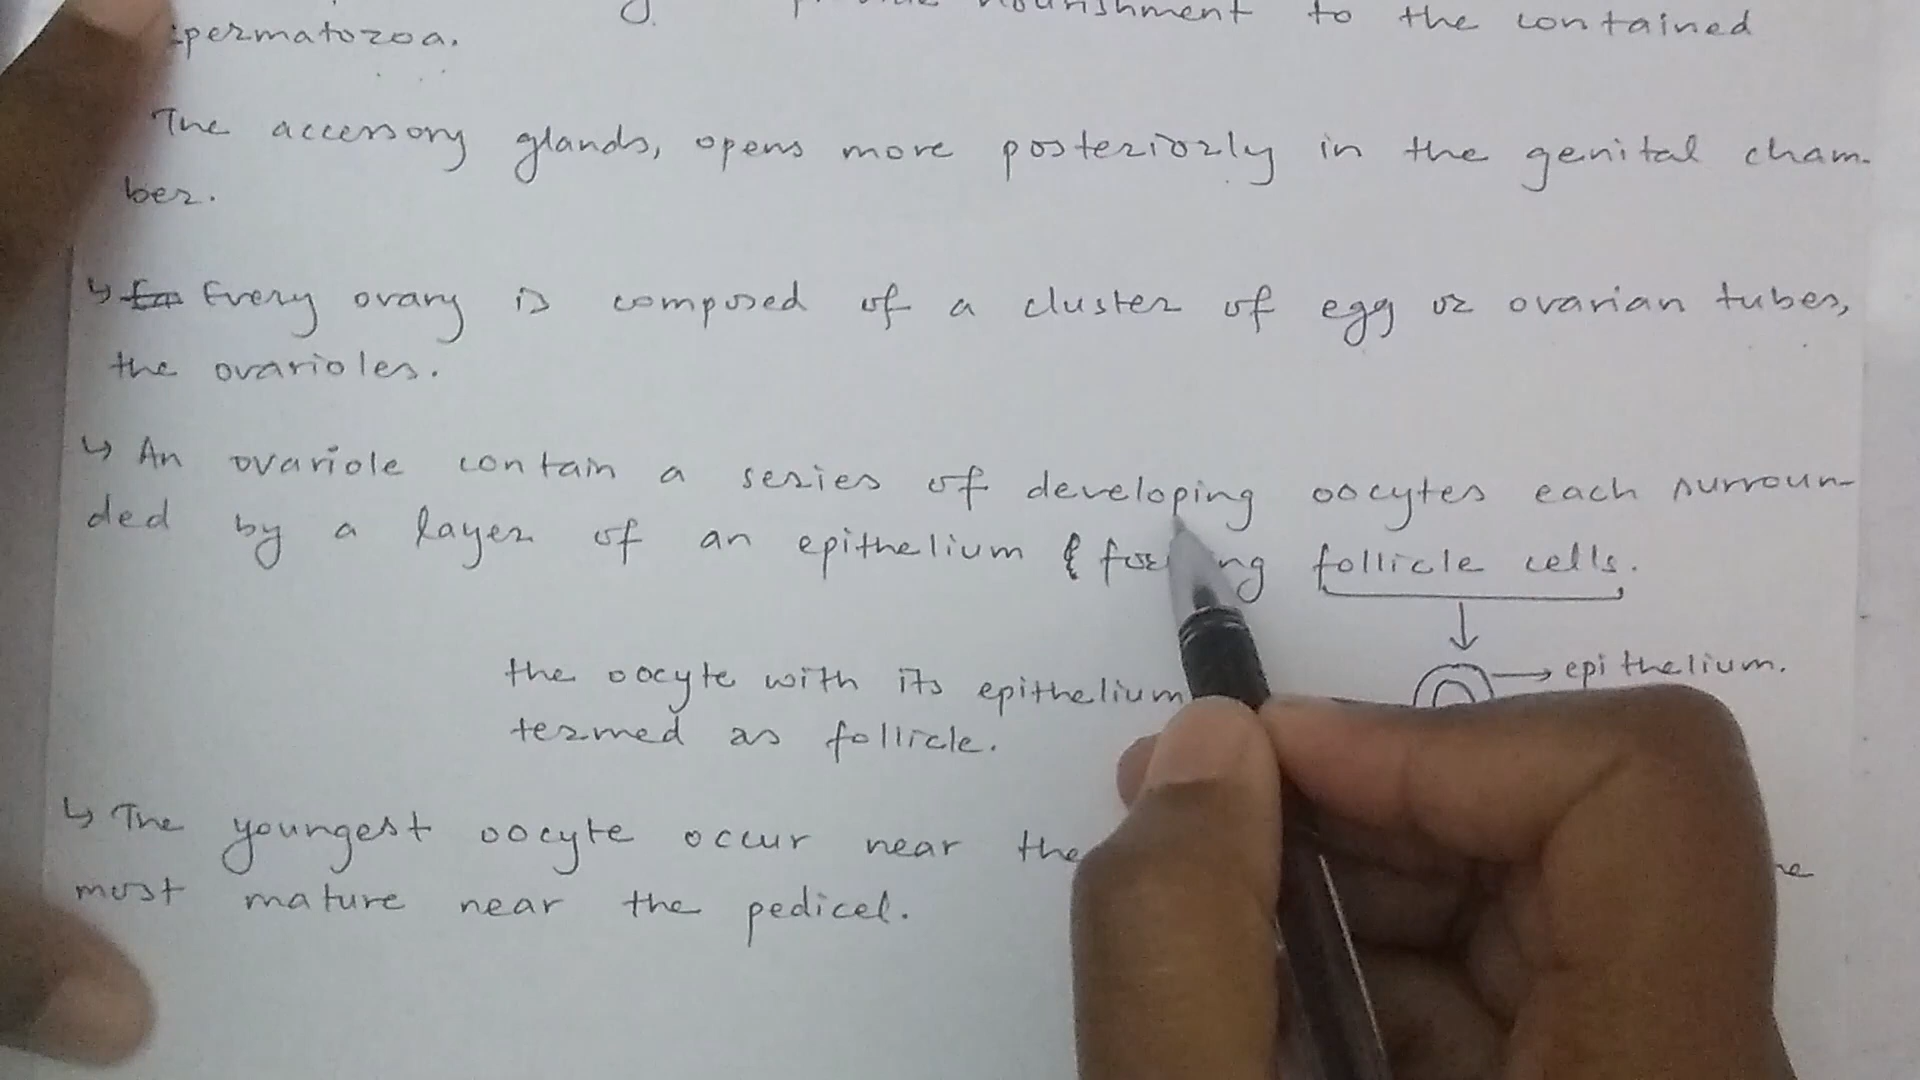 nourishment to the contained
spermatozoa.
The accessory glands, opens more posteriorly in the genital cham-
ber.
↳ Every ovary is composed of a cluster of egg or ovarian tubes,
the ovarioles.
↳ An ovariole contain a series of developing oocytes each surroun-
ded by a layer of an epithelium & follicle cells.
→ epithelium.
the oocyte with its epithelium
termed as follicle.
↳ The youngest oocyte occur near the
most mature near the pedicel.